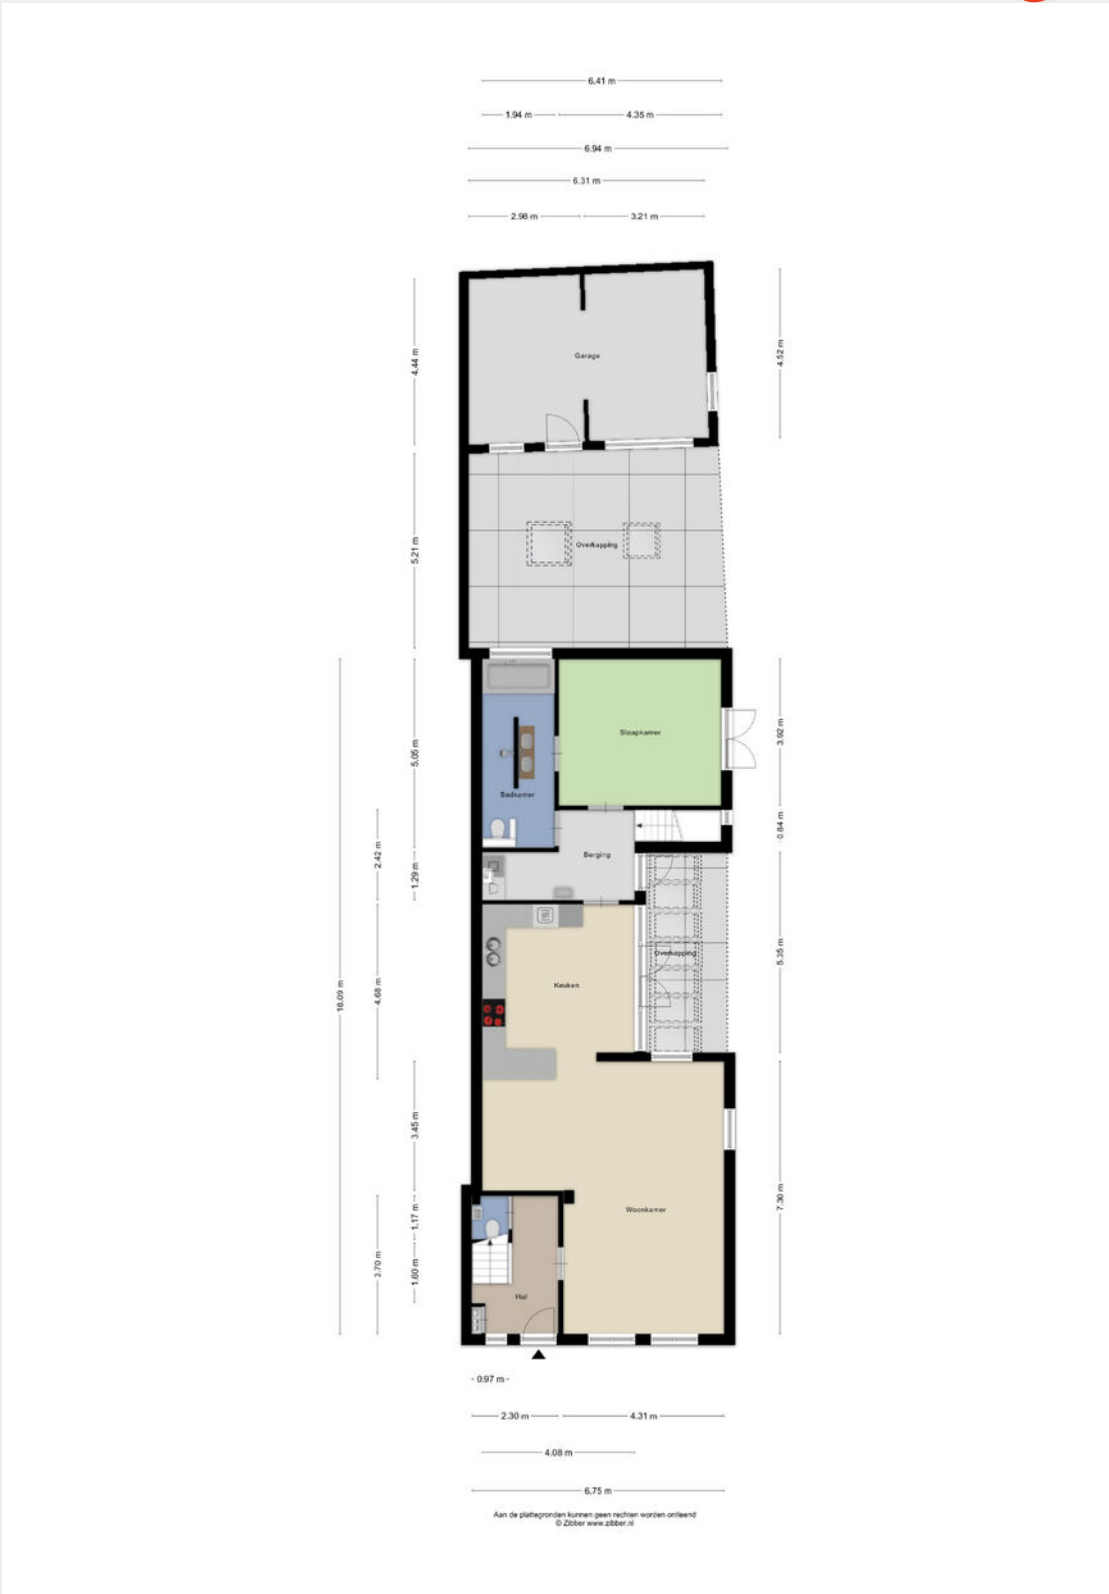 6.41 m
1.94 m
4.35 m
6.94 m
6.31 m
2.98 m
3.21 m
4.44 m
4.52 m
Garage
5.21 m
Overkapping
5.05 m
3.92 m
Slaapkamer
Badkamer
0.84 m
2.42 m
1.29 m
Berging
18.09 m
4.68 m
5.35 m
Overkapping
Keuken
3.45 m
7.30 m
1.17 m
Woonkamer
3.70 m
1.60 m
Hal
0.97 m
2.30 m
4.31 m
4.08 m
6.75 m
Aan de plattegronden kunnen geen rechten worden ontleend
© Zibber www.zibber.nl